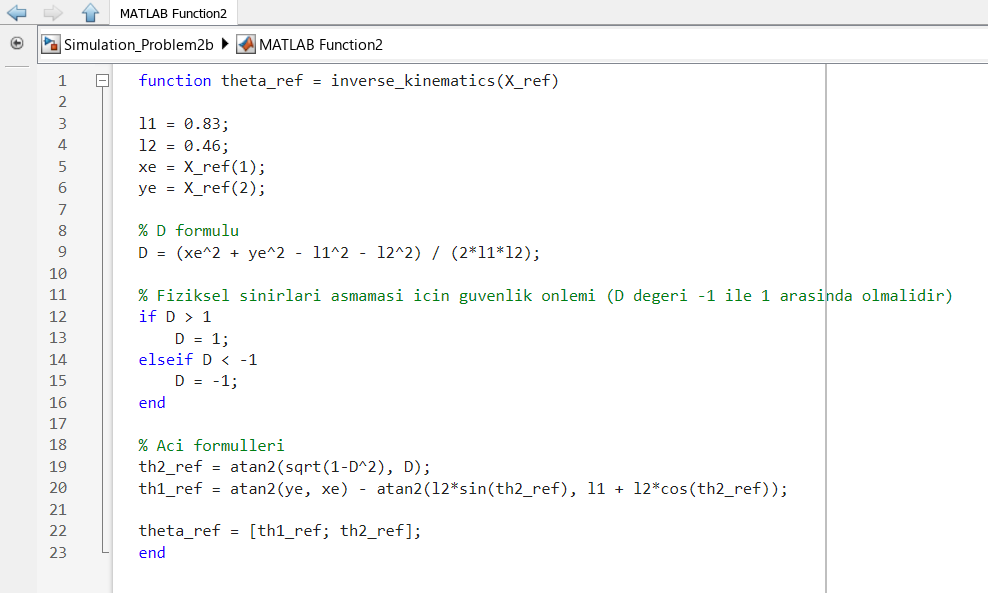 MATLAB Function2
Simulation_Problem2b MATLAB Function2
1 function theta_ref = inverse_kinematics(X_ref)
2
3 l1 = 0.83;
4 l2 = 0.46;
5 xe = X_ref(1);
6 ye = X_ref(2);
7
8 % D formulu
9 D = (xe^2 + ye^2 - l1^2 - l2^2) / (2*l1*l2);
10
11 % Fiziksel sinirlari asmamasi icin guvenlik onlemi (D degeri -1 ile 1 arasinda olmalidir)
12 if D > 1
13 D = 1;
14 elseif D < -1
15 D = -1;
16 end
17
18 % Aci formulleri
19 th2_ref = atan2(sqrt(1-D^2), D);
20 th1_ref = atan2(ye, xe) - atan2(l2*sin(th2_ref), l1 + l2*cos(th2_ref));
21
22 theta_ref = [th1_ref; th2_ref];
23 end